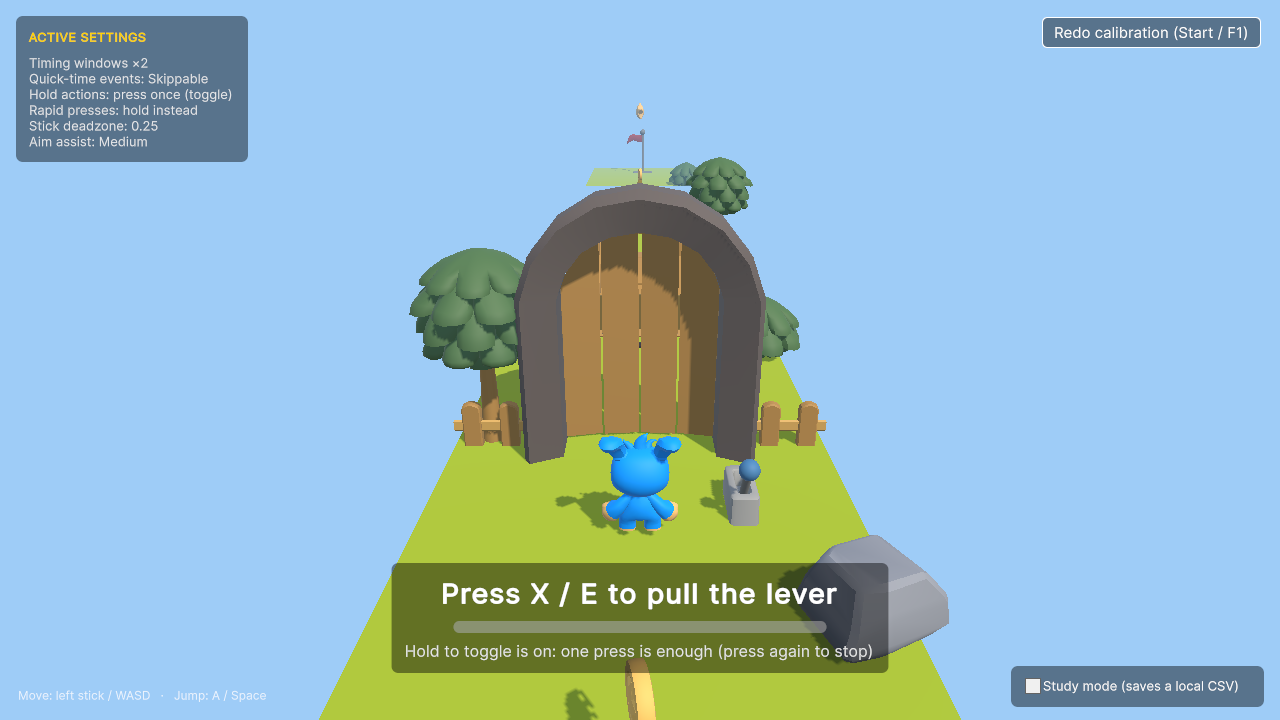 ACTIVE SETTINGS
Timing windows ×2
Quick-time events: Skippable
Hold actions: press once (toggle)
Rapid presses: hold instead
Stick deadzone: 0.25
Aim assist: Medium
Redo calibration (Start / F1)
Press X / E to pull the lever
Hold to toggle is on: one press is enough (press again to stop)
Move: left stick / WASD · Jump: A / Space
Study mode (saves a local CSV)